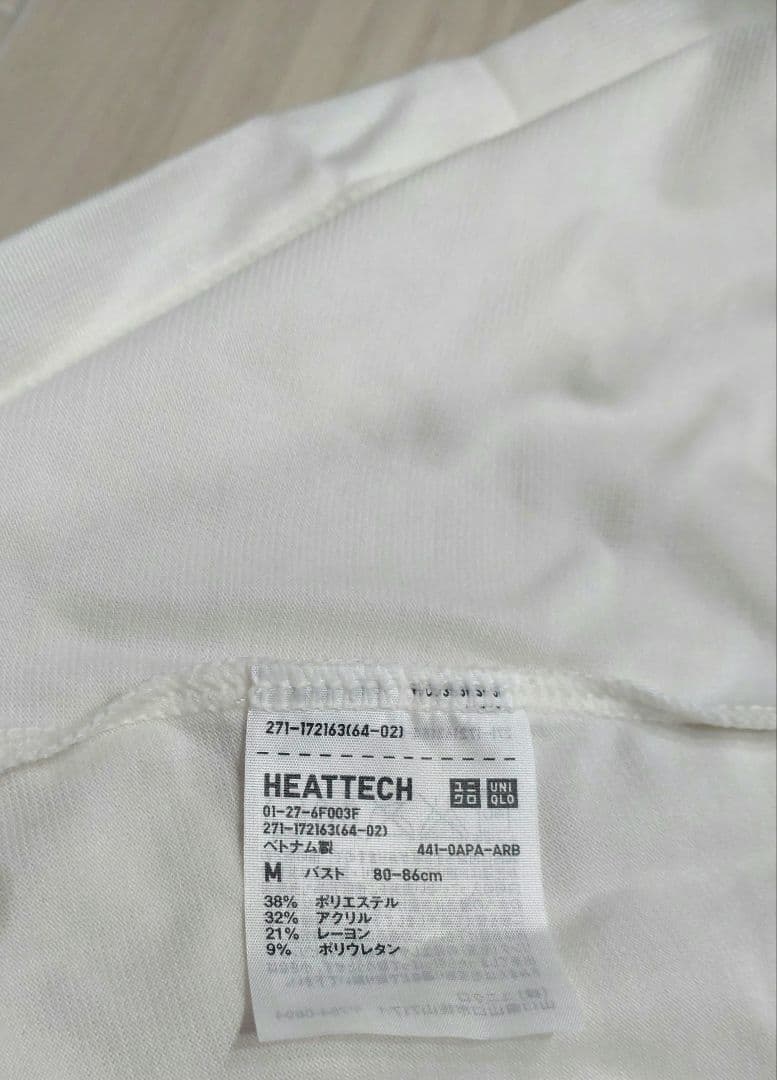 271-172163(64-02)
HEATTECH ユニクロ UNIQLO
01-27-6F003F
271-172163(64-02)
ベトナム製 441-0APA-ARB
M バスト 80-86cm
38% ポリエステル
32% アクリル
21% レーヨン
9% ポリウレタン